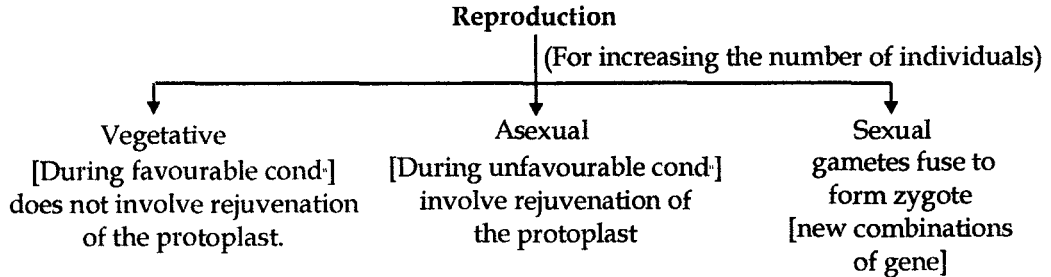 Reproduction
(For increasing the number of individuals)
Vegetative
[During favourable cond.]
does not involve rejuvenation
of the protoplast.
Asexual
[During unfavourable cond.]
involve rejuvenation of
the protoplast
Sexual
gametes fuse to
form zygote
[new combinations
of gene]